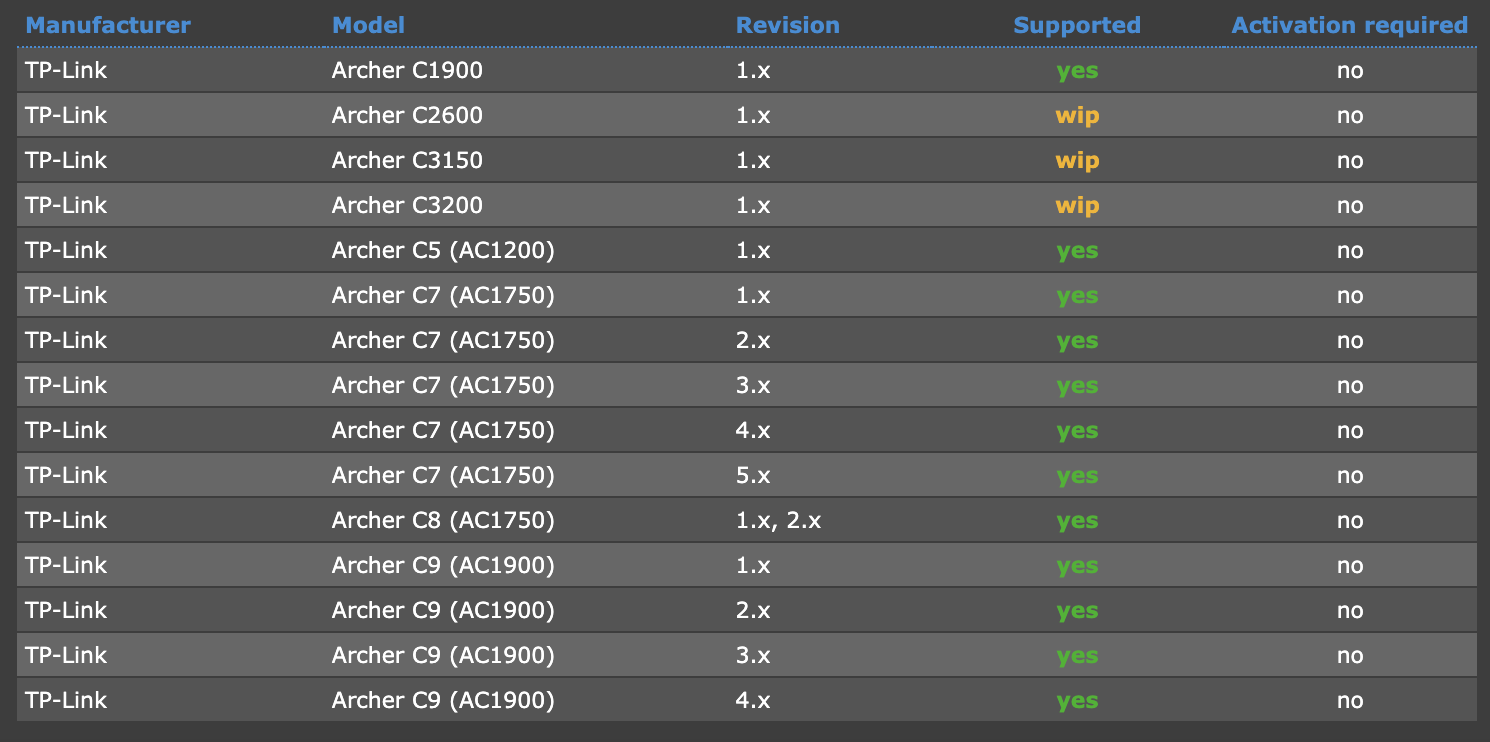 Manufacturer Model Revision Supported Activation required
TP-Link Archer C1900 1.x yes no
TP-Link Archer C2600 1.x wip no
TP-Link Archer C3150 1.x wip no
TP-Link Archer C3200 1.x wip no
TP-Link Archer C5 (AC1200) 1.x yes no
TP-Link Archer C7 (AC1750) 1.x yes no
TP-Link Archer C7 (AC1750) 2.x yes no
TP-Link Archer C7 (AC1750) 3.x yes no
TP-Link Archer C7 (AC1750) 4.x yes no
TP-Link Archer C7 (AC1750) 5.x yes no
TP-Link Archer C8 (AC1750) 1.x, 2.x yes no
TP-Link Archer C9 (AC1900) 1.x yes no
TP-Link Archer C9 (AC1900) 2.x yes no
TP-Link Archer C9 (AC1900) 3.x yes no
TP-Link Archer C9 (AC1900) 4.x yes no